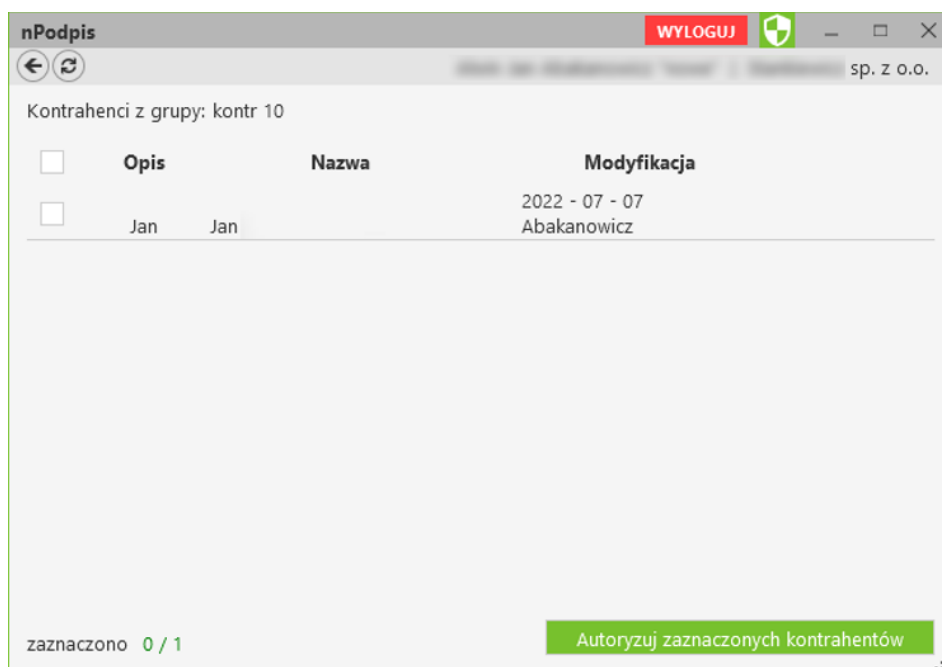 nPodpis WYLOGUJ
sp. z o.o.
Kontrahenci z grupy: kontr 10
Opis Nazwa Modyfikacja
2022 - 07 - 07
Jan Jan Abakanowicz
zaznaczono 0 / 1 Autoryzuj zaznaczonych kontrahentów